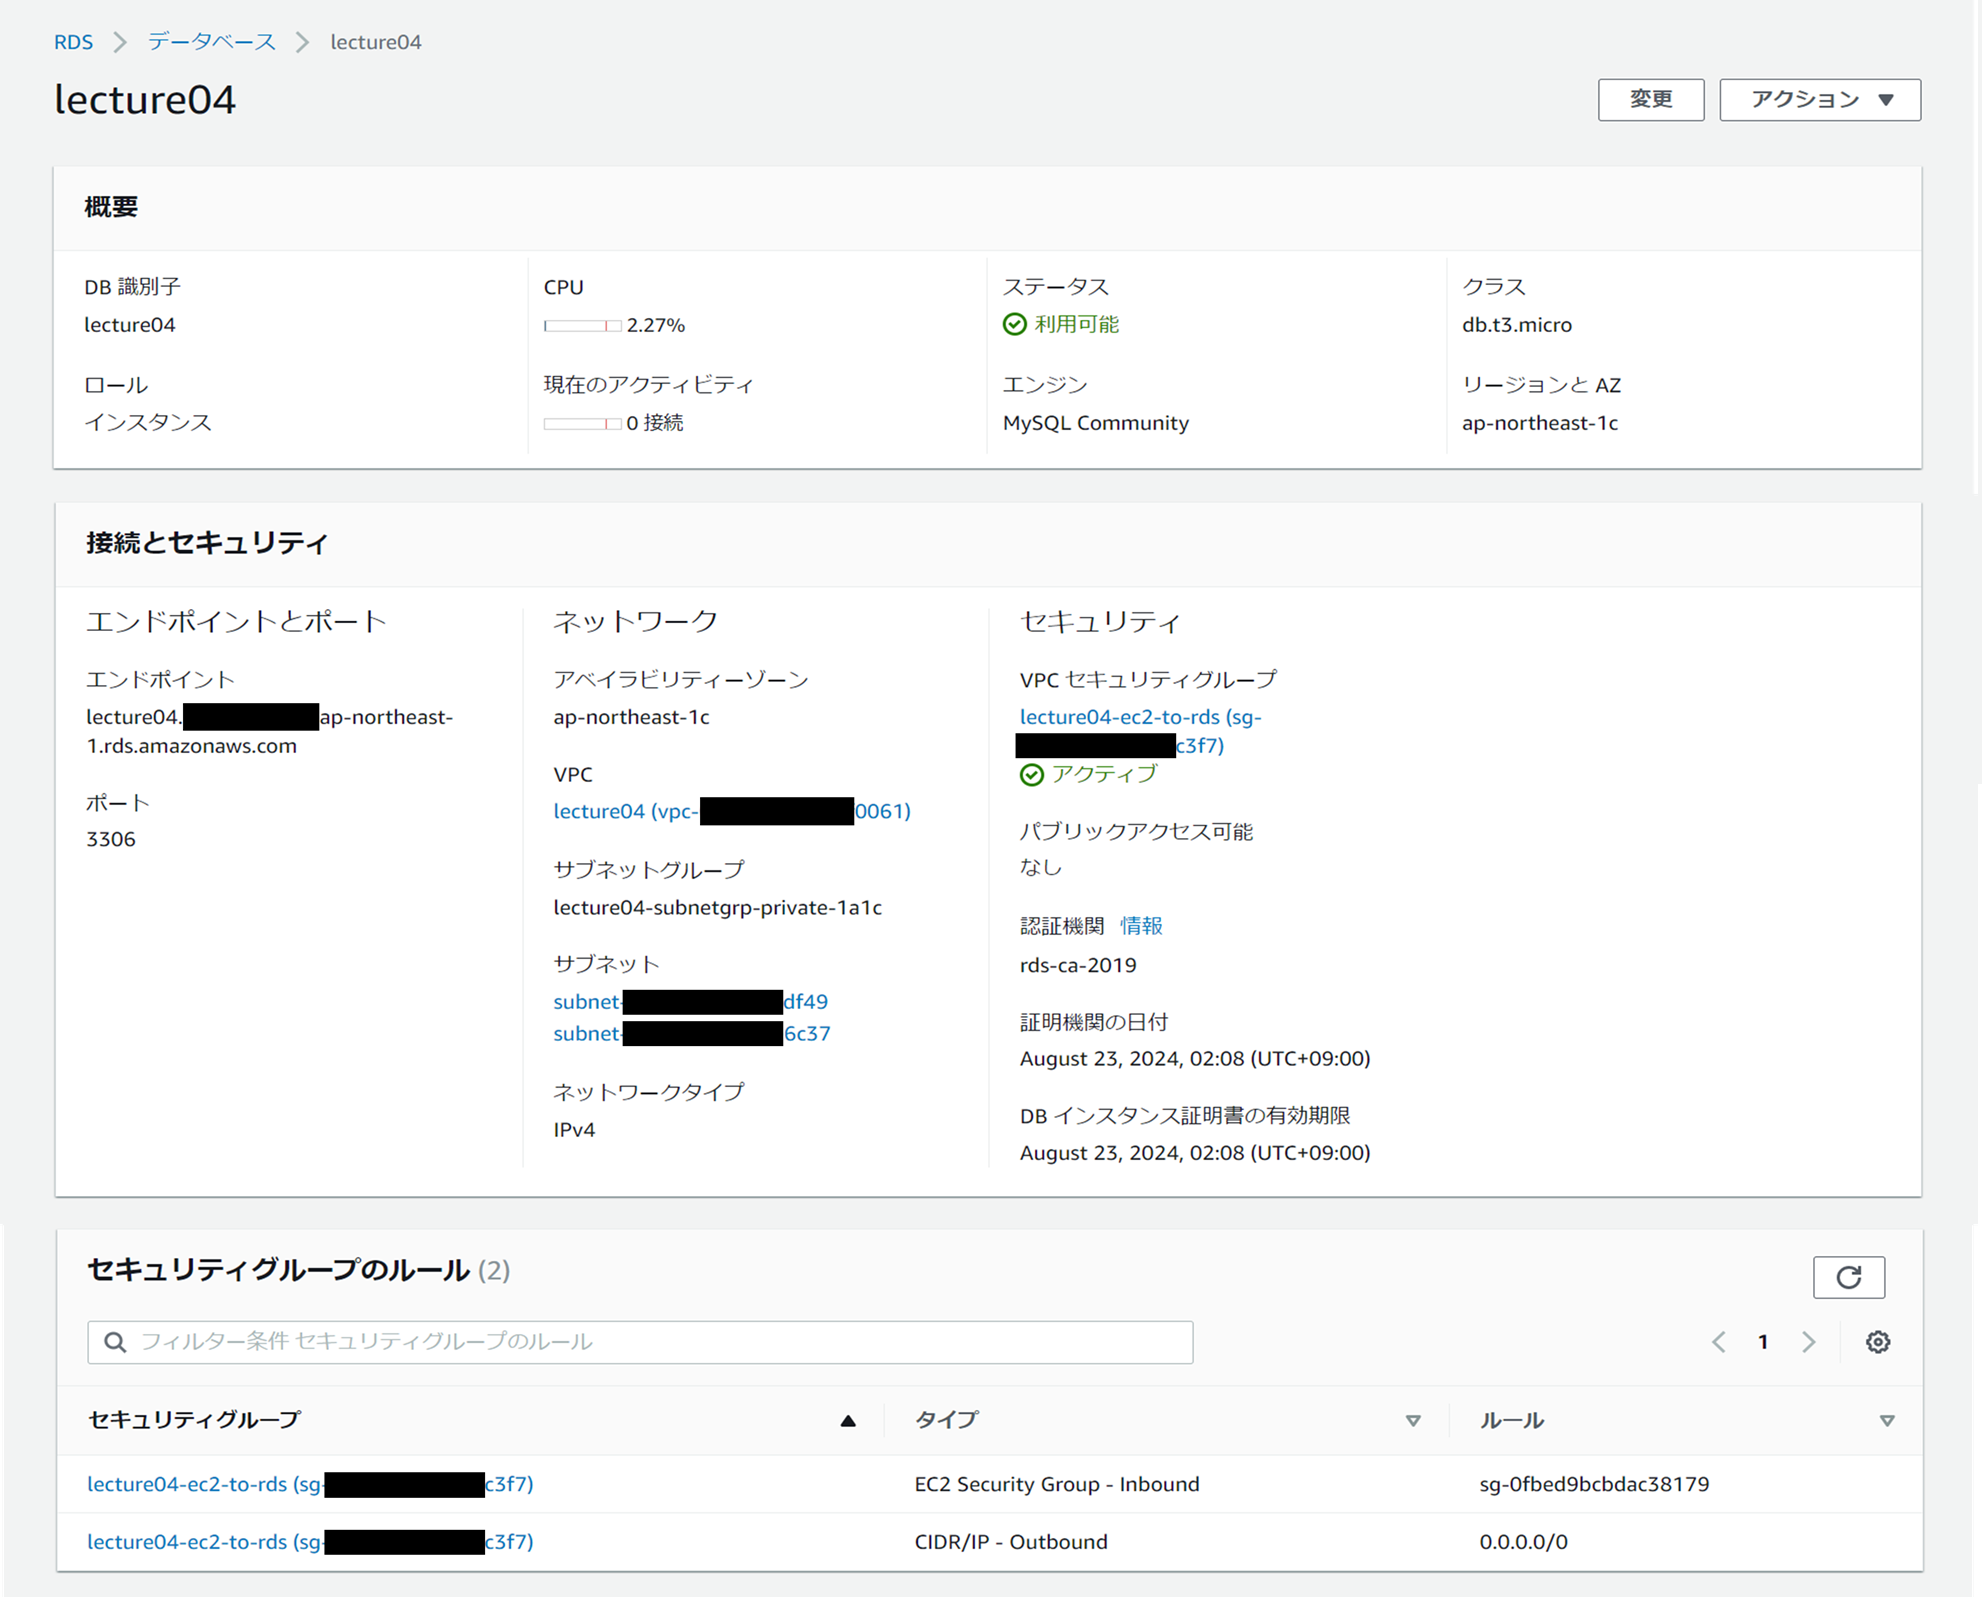 RDS > データベース > lecture04
lecture04
変更 アクション ▼
概要
DB 識別子 CPU ステータス クラス
lecture04 2.27% 利用可能 db.t3.micro
ロール 現在のアクティビティ エンジン リージョンと AZ
インスタンス 0 接続 MySQL Community ap-northeast-1c
接続とセキュリティ
エンドポイントとポート
エンドポイント
lecture04. ap-northeast-
1.rds.amazonaws.com
ポート
3306
ネットワーク
アベイラビリティーゾーン
ap-northeast-1c
VPC
lecture04 (vpc- 0061)
サブネットグループ
lecture04-subnetgrp-private-1a1c
サブネット
subnet- df49
subnet- 6c37
ネットワークタイプ
IPv4
セキュリティ
VPC セキュリティグループ
lecture04-ec2-to-rds (sg-
c3f7)
アクティブ
パブリックアクセス可能
なし
認証機関 情報
rds-ca-2019
証明機関の日付
August 23, 2024, 02:08 (UTC+09:00)
DB インスタンス証明書の有効期限
August 23, 2024, 02:08 (UTC+09:00)
セキュリティグループのルール (2)
フィルター条件 セキュリティグループのルール
1
セキュリティグループ タイプ ルール
lecture04-ec2-to-rds (sg- c3f7) EC2 Security Group - Inbound sg-0fbed9bcbdac38179
lecture04-ec2-to-rds (sg- c3f7) CIDR/IP - Outbound 0.0.0.0/0